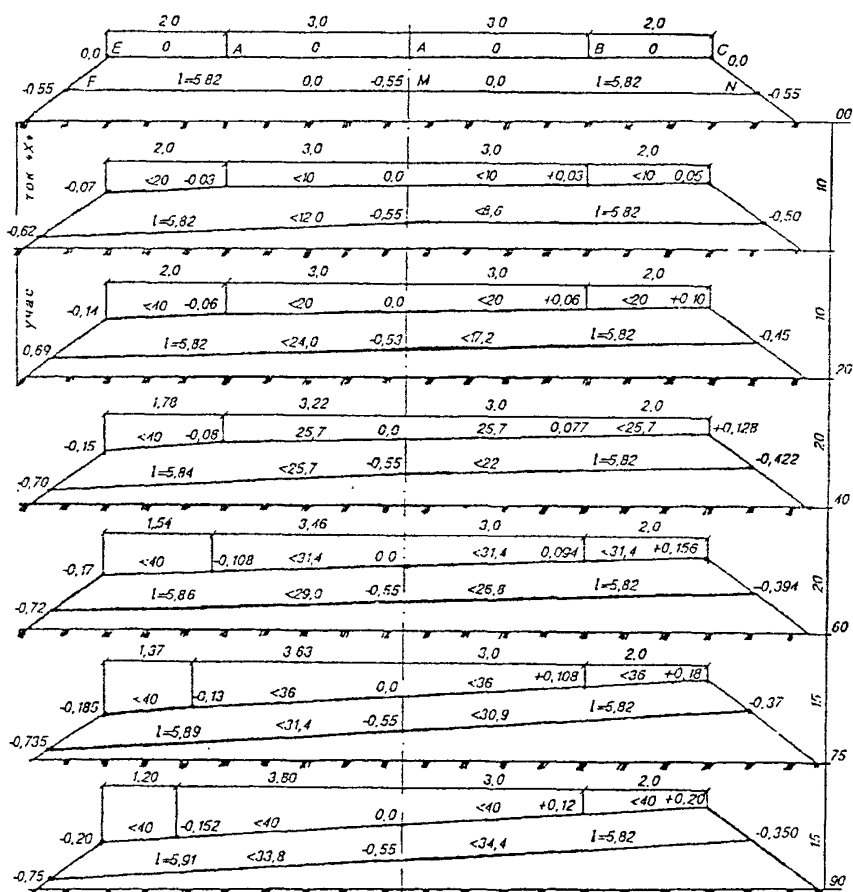 2,0 3,0 3,0 2,0
0,0 E 0 A 0 A 0 B 0 C 0,0
-0.55 F l=5.82 0,0 -0,55 M 0,0 l=5,82 N -0.55
00
ток «X»
2,0 3,0 3,0 2,0
-0,07 <20 -0.03 <10 0,0 <10 +0,03 <10 0,05
-0,62 l=5,82 <12.0 -0,55 <8,6 l=5,82 -0,50
10
учас
2,0 3,0 3,0 2,0
-0,14 <40 -0,06 <20 0,0 <20 +0,06 <20 +0,10
0,69 l=5,82 <24,0 -0,53 <17,2 l=5,82 -0,45
10
20
1,78 3,22 3,0 2,0
-0,15 <40 -0,08 25,7 0,0 25,7 0,077 <25,7 +0,128
-0,70 l=5,84 <25,7 -0,55 <22 l=5,82 -0,422
20
40
1,54 3,46 3,0 2,0
-0,17 <40 -0,108 <31,4 0,0 <31,4 0,094 <31,4 +0,156
-0,72 l=5,86 <29,0 -0,55 <26,8 l=5,82 -0,394
20
60
1,37 3,63 3,0 2,0
-0,185 <40 -0,13 <36 0,0 <36 +0,108 <36 +0,18
-0,735 l=5,89 <31,4 -0,55 <30,9 l=5,82 -0,37
15
75
1,20 3,80 3,0 2,0
-0,20 <40 -0,152 <40 0,0 <40 +0,12 <40 +0,20
-0,75 l=5,91 <33,8 -0,55 <34,4 l=5,82 -0,350
15
90